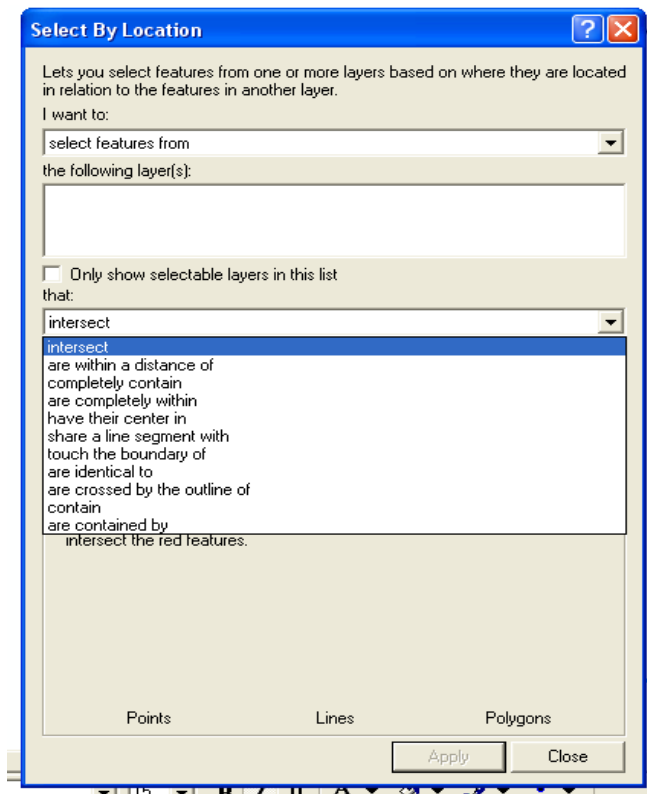 Select By Location
Lets you select features from one or more layers based on where they are located
in relation to the features in another layer.
I want to:
select features from
the following layer(s):
Only show selectable layers in this list
that:
intersect
intersect
are within a distance of
completely contain
are completely within
have their center in
share a line segment with
touch the boundary of
are identical to
are crossed by the outline of
contain
are contained by
intersect the red features.
Points Lines Polygons
Apply Close